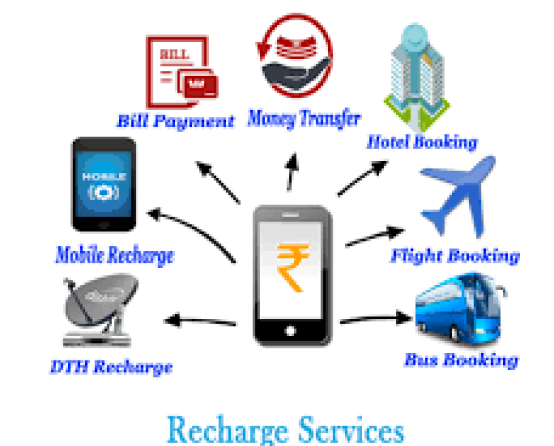 BILL
Bill Payment
Money Transfer
Hotel Booking
MOBILE
Mobile Recharge
₹
Flight Booking
DTH Recharge
Bus Booking
Recharge Services